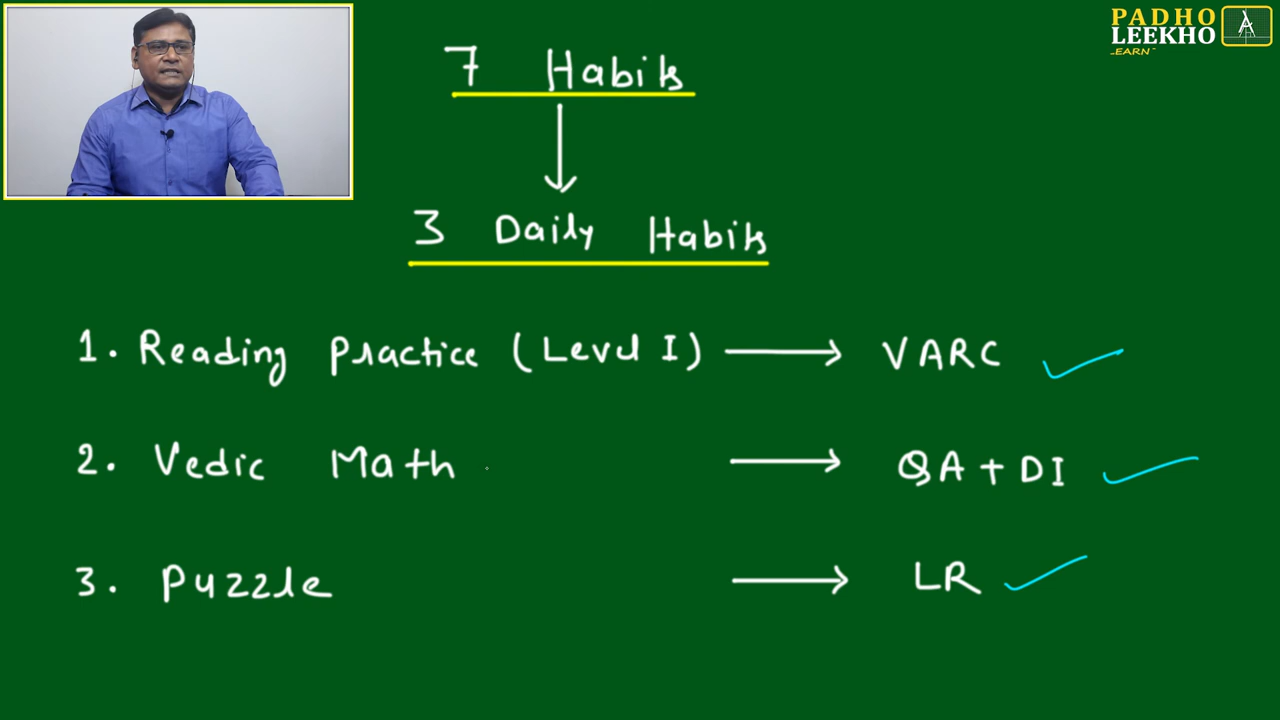 PADHO
LEEKHO
EARN
7 Habits
3 Daily Habits
1. Reading Practice (Level I) → VARC ✓
2. Vedic Math → QA + DI ✓
3. Puzzle → LR ✓